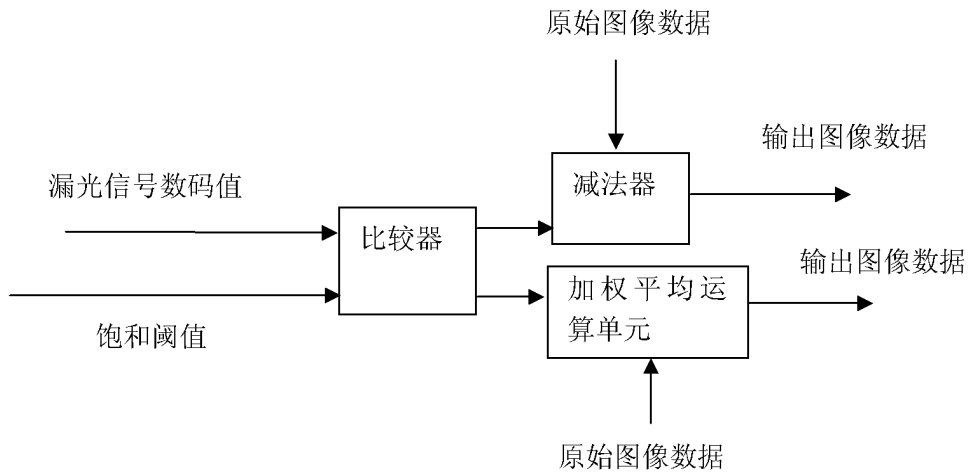 原始图像数据
输出图像数据
减法器
漏光信号数码值
比较器
输出图像数据
加权平均运
算单元
饱和阈值
原始图像数据